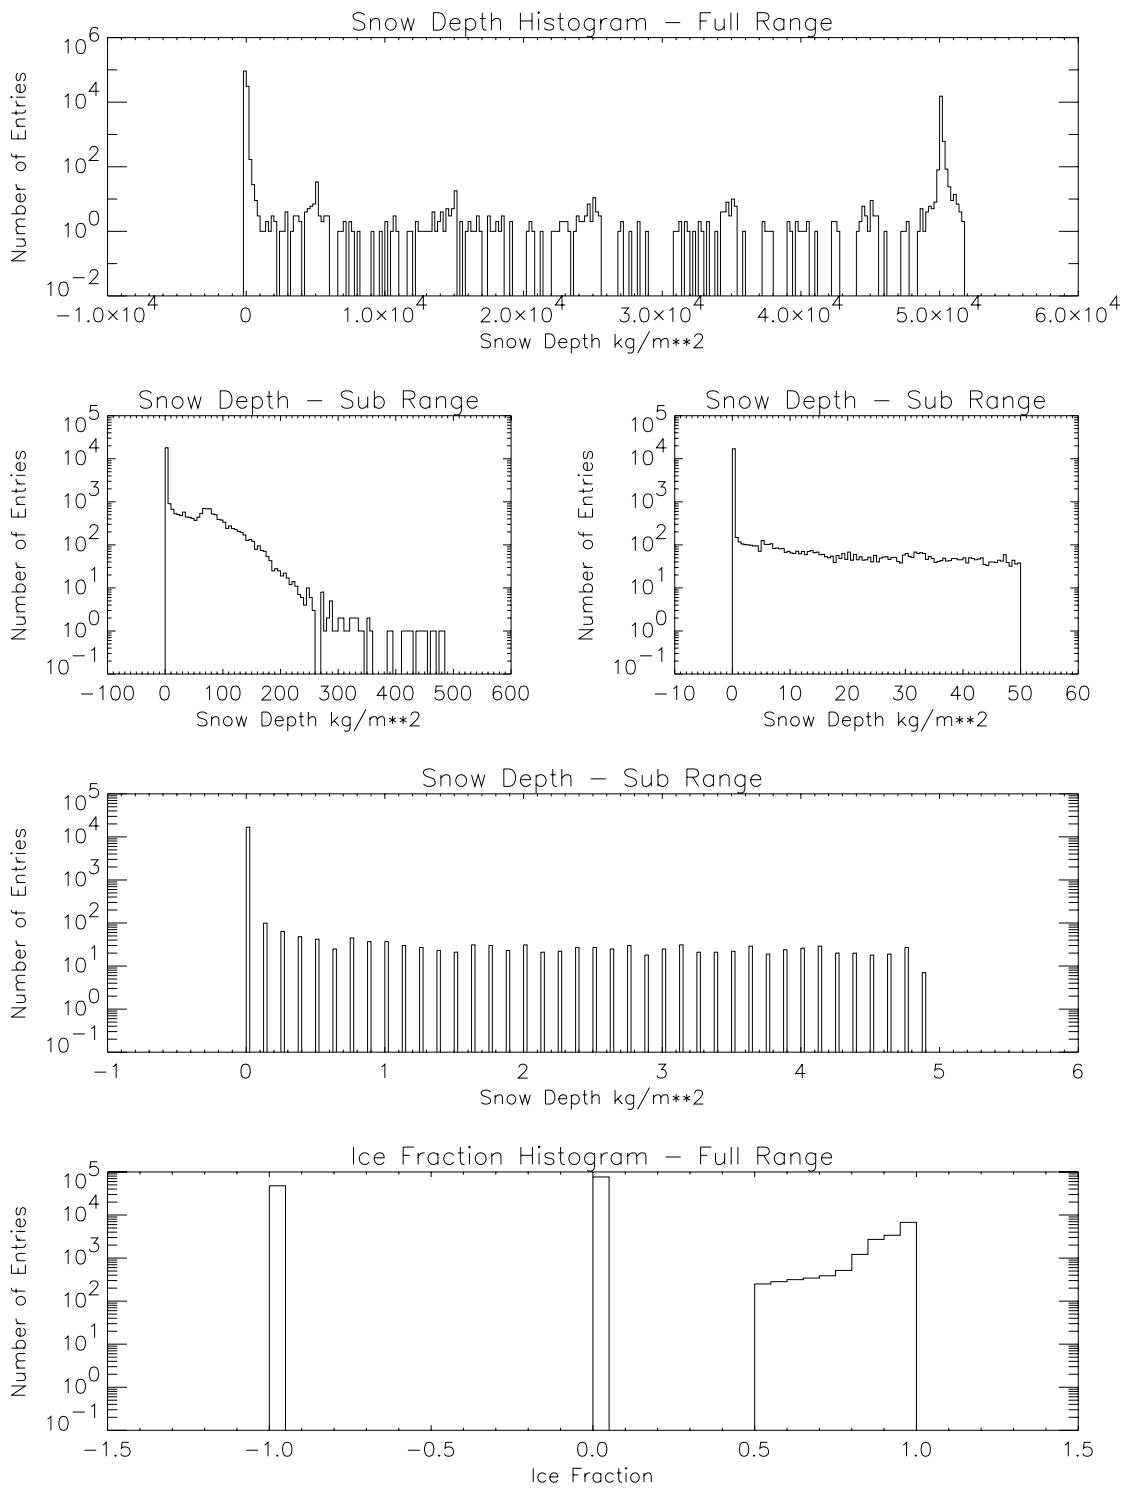 Snow Depth Histogram − Full Range
Number of Entries
10^6
10^4
10^2
10^0
10^−2
−1.0×10^4 0 1.0×10^4 2.0×10^4 3.0×10^4 4.0×10^4 5.0×10^4 6.0×10^4
Snow Depth kg/m**2
Snow Depth − Sub Range
Number of Entries
10^5
10^4
10^3
10^2
10^1
10^0
10^−1
−100 0 100 200 300 400 500 600
Snow Depth kg/m**2
Snow Depth − Sub Range
Number of Entries
10^5
10^4
10^3
10^2
10^1
10^0
10^−1
−10 0 10 20 30 40 50 60
Snow Depth kg/m**2
Snow Depth − Sub Range
Number of Entries
10^5
10^4
10^3
10^2
10^1
10^0
10^−1
−1 0 1 2 3 4 5 6
Snow Depth kg/m**2
Ice Fraction Histogram − Full Range
Number of Entries
10^5
10^4
10^3
10^2
10^1
10^0
10^−1
−1.5 −1.0 −0.5 0.0 0.5 1.0 1.5
Ice Fraction